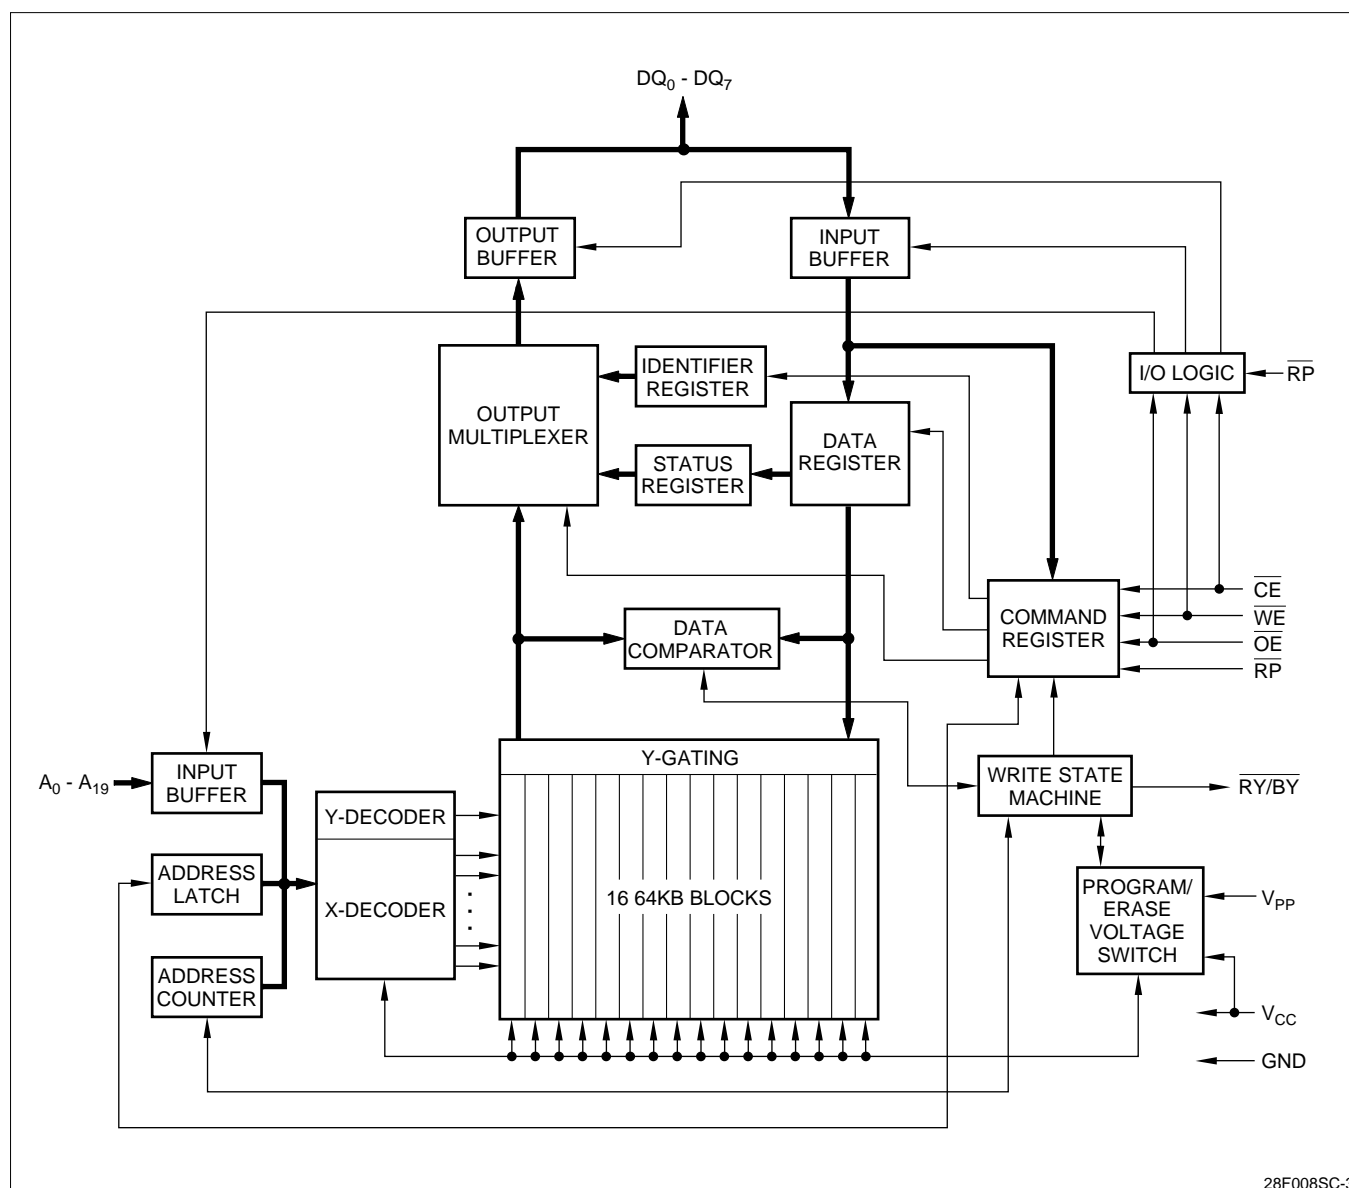 DQ0 - DQ7
OUTPUT
BUFFER
INPUT
BUFFER
IDENTIFIER
REGISTER
I/O LOGIC
RP
OUTPUT
MULTIPLEXER
DATA
REGISTER
STATUS
REGISTER
CE
WE
OE
RP
COMMAND
REGISTER
DATA
COMPARATOR
Y-GATING
A0 - A19
INPUT
BUFFER
WRITE STATE
MACHINE
RY/BY
Y-DECODER
ADDRESS
LATCH
X-DECODER
16 64KB BLOCKS
PROGRAM/
ERASE
VOLTAGE
SWITCH
VPP
ADDRESS
COUNTER
VCC
GND
28F008SC-3